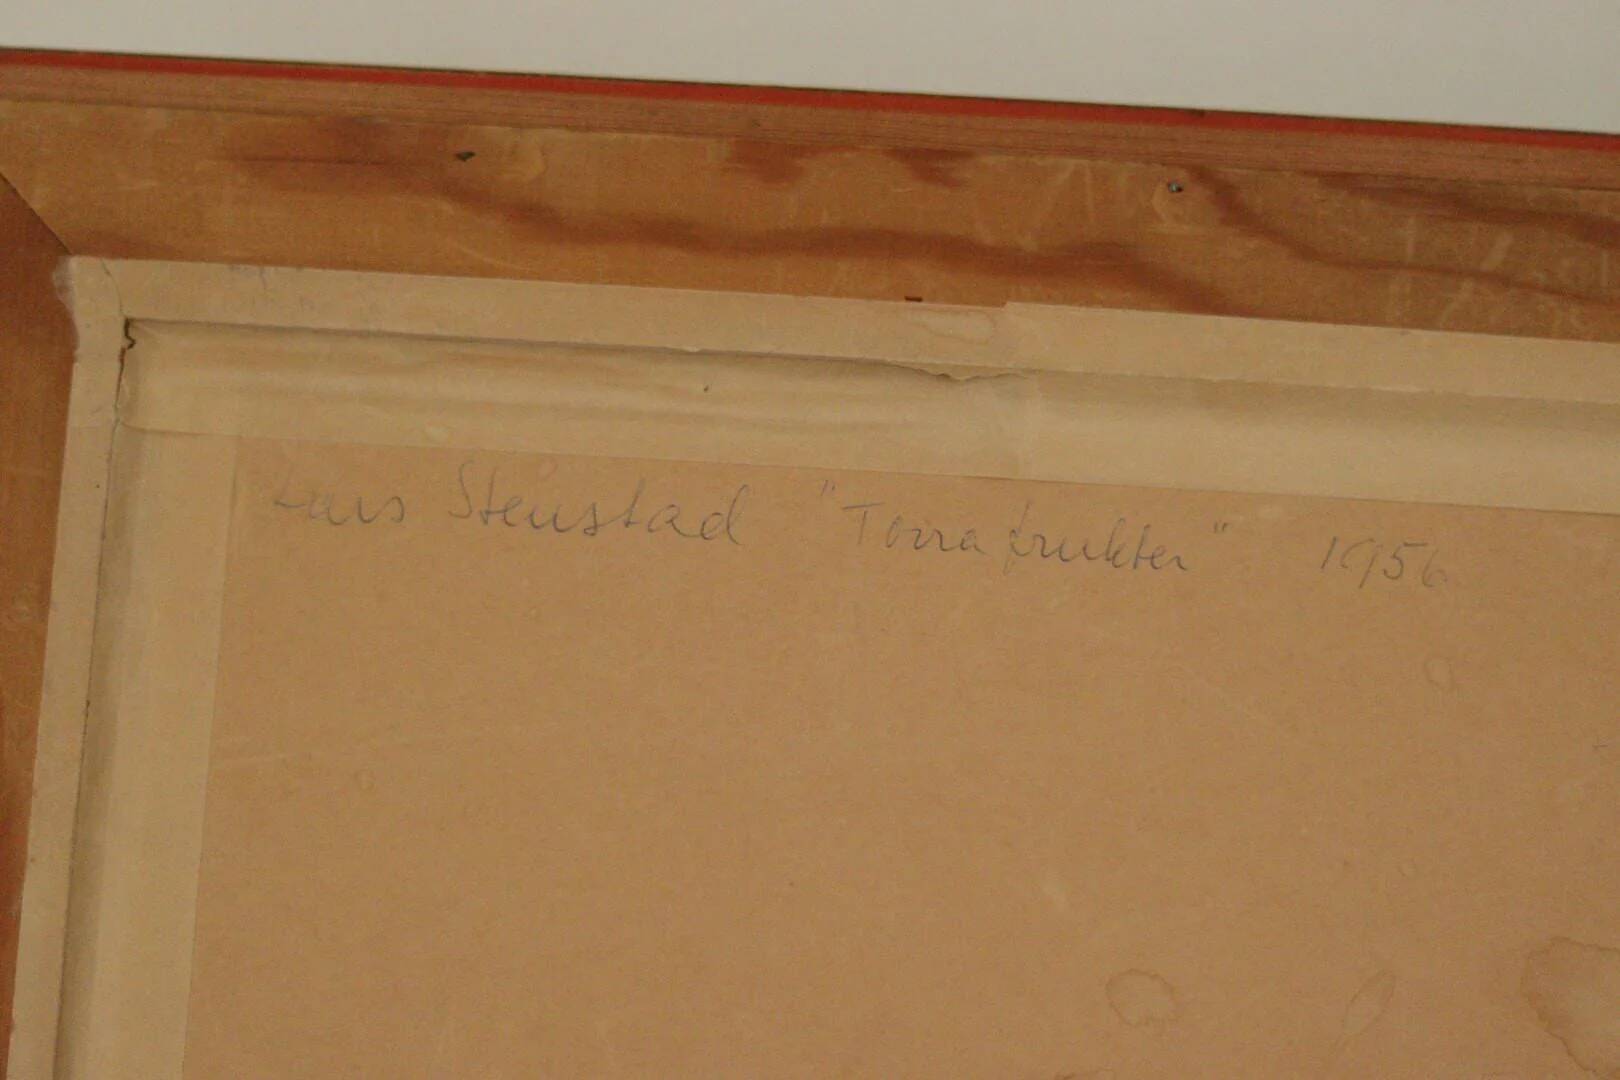 Lars Stenstad "Torra frukter" 1956